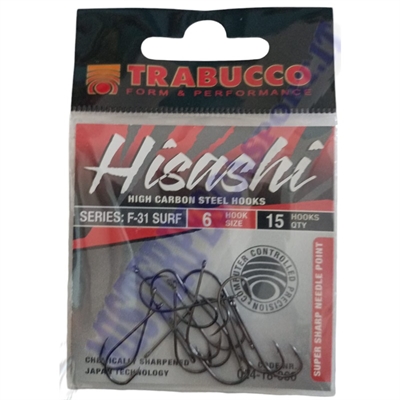 TRABUCCO
FORM & PERFORMANCE
Hisashi
HIGH CARBON STEEL HOOKS
SERIES: F-31 SURF
6 HOOK SIZE
15 HOOKS QTY
COMPUTER CONTROLLED PRECISION
SUPER SHARP NEEDLE POINT
CHEMICALLY SHARPENED
JAPAN TECHNOLOGY